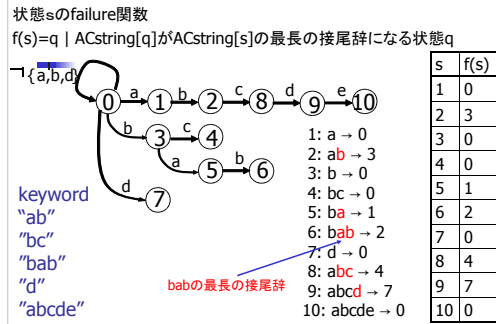 状態sのfailure関数
f(s)=q | ACstring[q]がACstring[s]の最長の接尾辞になる状態q
¬{a,b,d}
0 a 1 b 2 c 8 d 9 e 10
b 3 c 4
a 5 b 6
d 7
keyword
“ab”
”bc”
”bab”
”d”
”abcde”
1: a → 0
2: ab → 3
3: b → 0
4: bc → 0
5: ba → 1
6: bab → 2
7: d → 0
8: abc → 4
9: abcd → 7
10: abcde → 0
babの最長の接尾辞
s f(s)
1 0
2 3
3 0
4 0
5 1
6 2
7 0
8 4
9 7
10 0